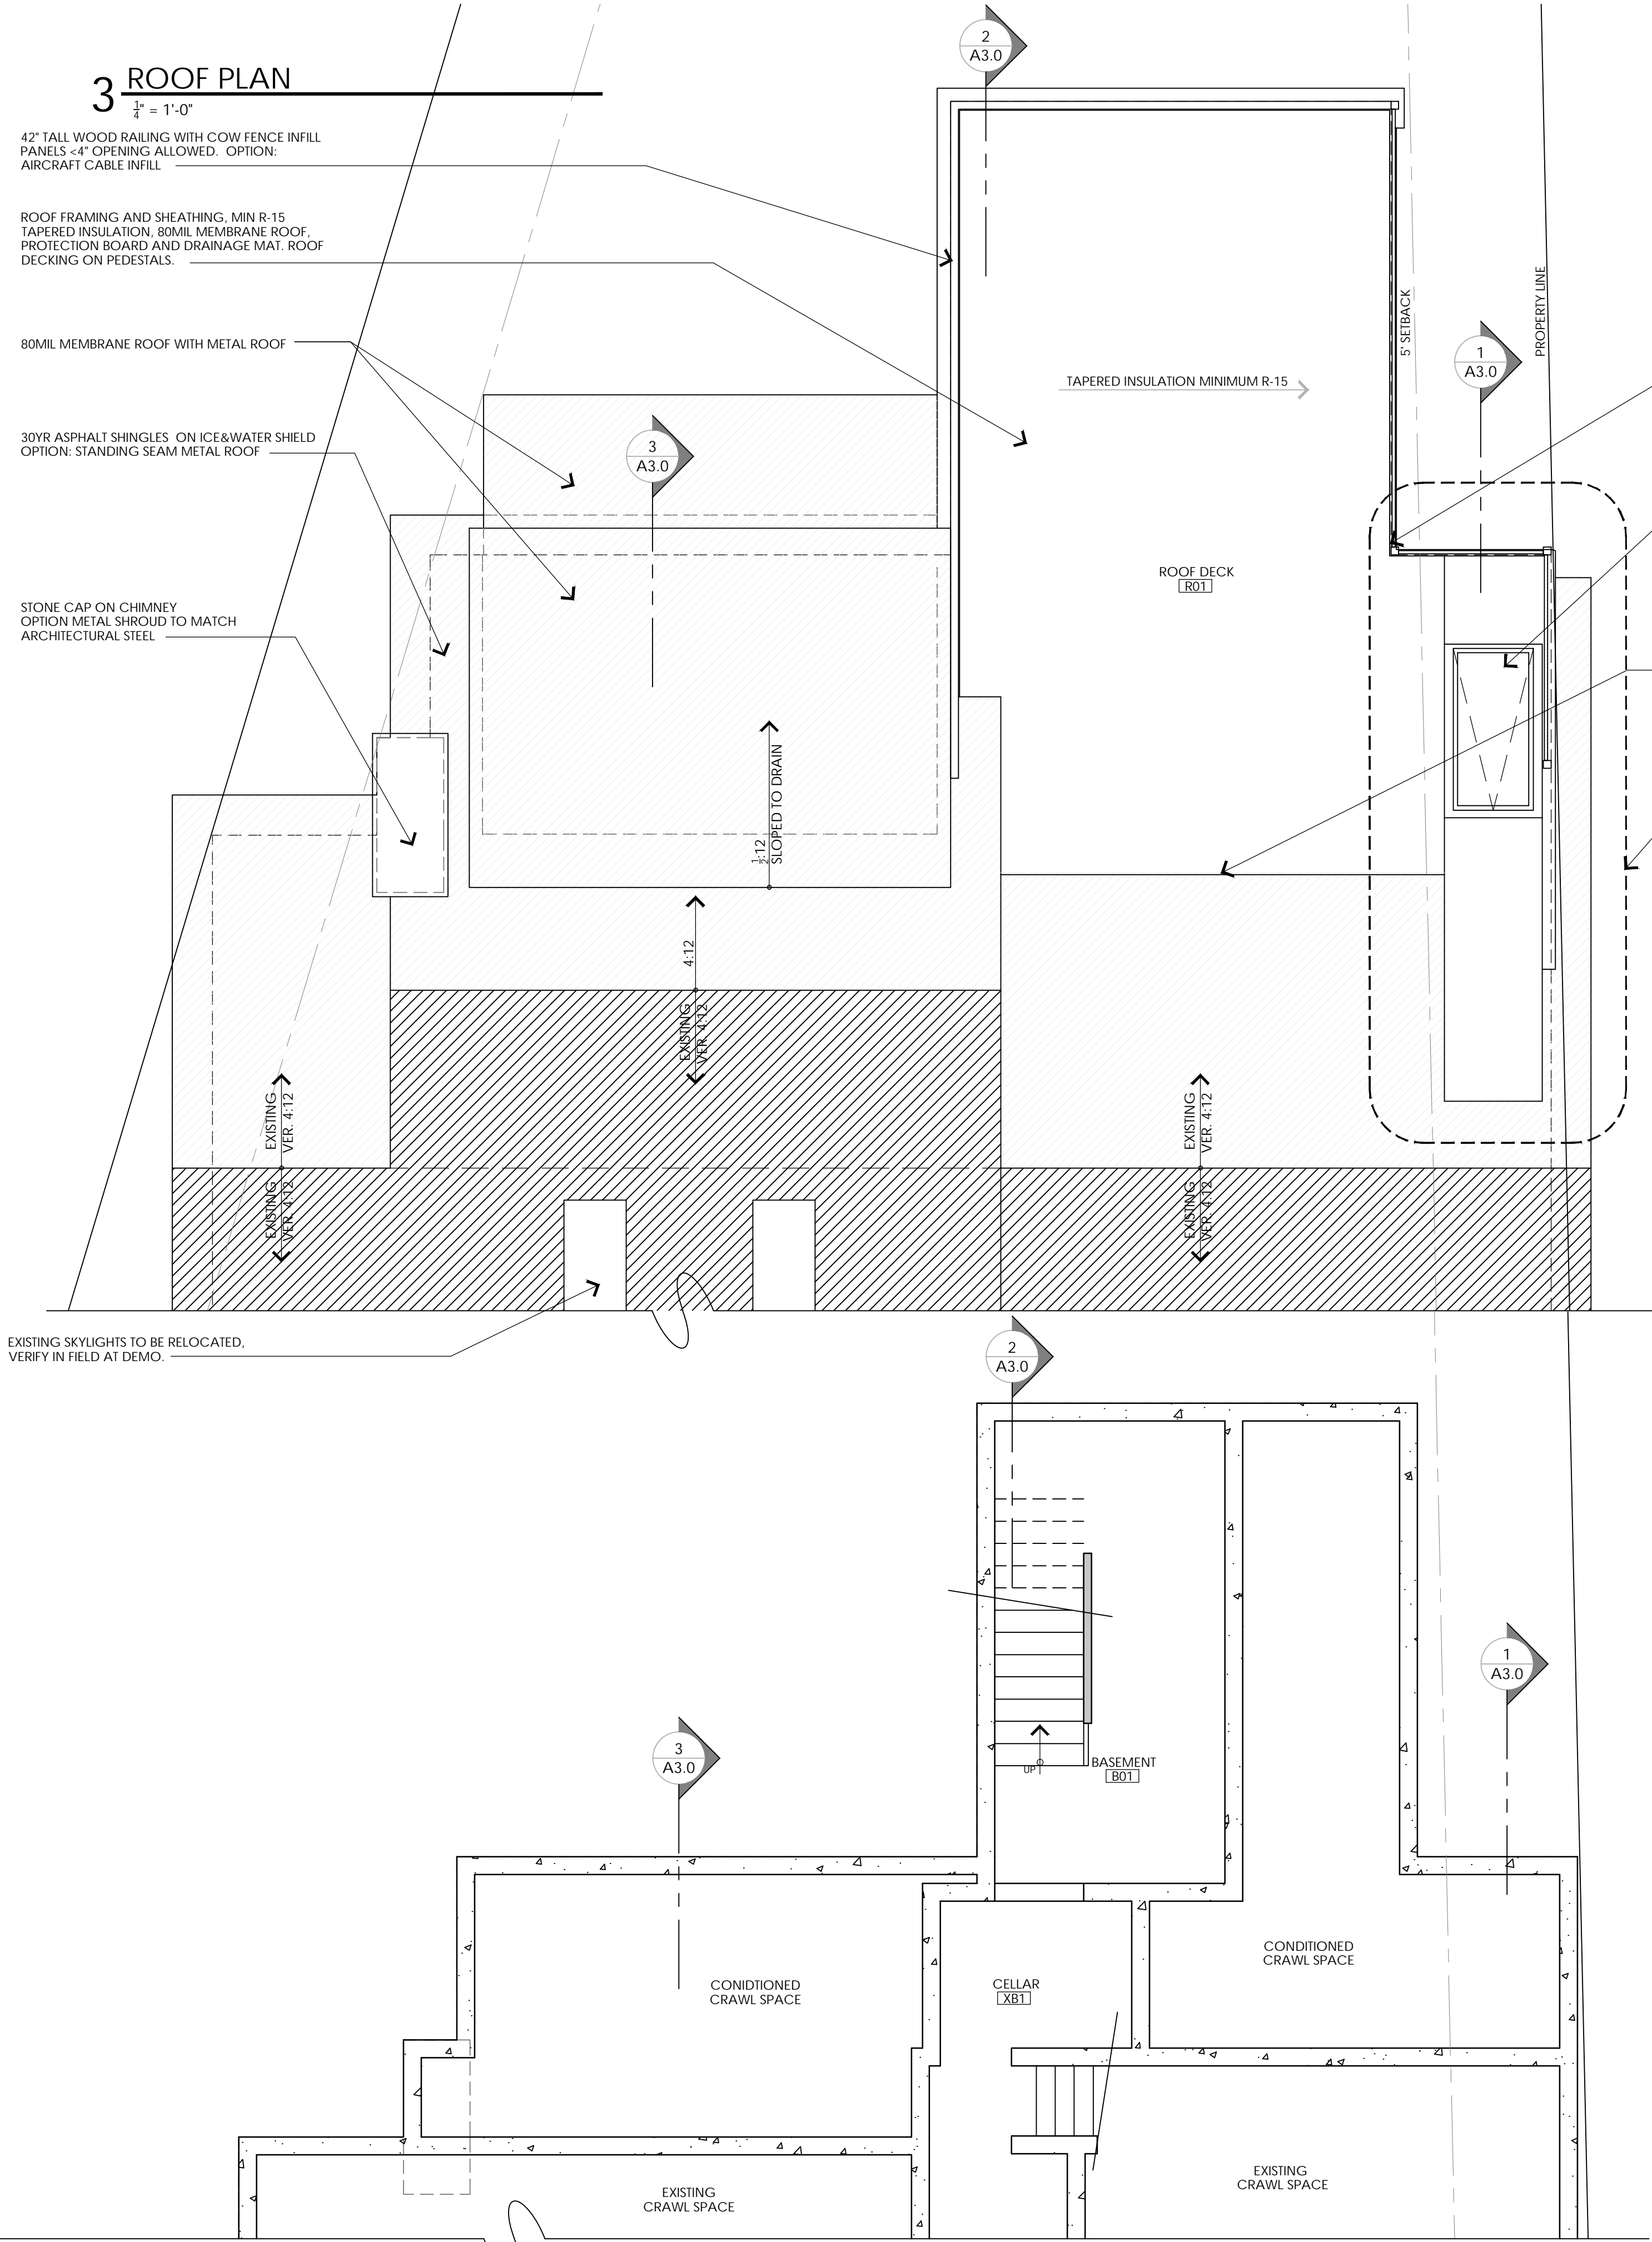 3 ROOF PLAN
1/4" = 1'-0"
42" TALL WOOD RAILING WITH COW FENCE INFILL
PANELS <4" OPENING ALLOWED.  OPTION:
AIRCRAFT CABLE INFILL
ROOF FRAMING AND SHEATHING, MIN R-15
TAPERED INSULATION, 80MIL MEMBRANE ROOF,
PROTECTION BOARD AND DRAINAGE MAT. ROOF
DECKING ON PEDESTALS.
80MIL MEMBRANE ROOF WITH METAL ROOF
30YR ASPHALT SHINGLES  ON ICE&WATER SHIELD
OPTION: STANDING SEAM METAL ROOF
STONE CAP ON CHIMNEY
OPTION METAL SHROUD TO MATCH
ARCHITECTURAL STEEL
2
A3.0
5' SETBACK
PROPERTY LINE
1
A3.0
TAPERED INSULATION MINIMUM R-15
3
A3.0
ROOF DECK
R01
1/2:12
SLOPED TO DRAIN
4:12
EXISTING
VER. 4:12
EXISTING
VER. 4:12
EXISTING
VER. 4:12
EXISTING
VER. 4:12
EXISTING
VER. 4:12
EXISTING SKYLIGHTS TO BE RELOCATED,
VERIFY IN FIELD AT DEMO.
2
A3.0
1
A3.0
3
A3.0
UP
BASEMENT
B01
CONDITIONED
CRAWL SPACE
CONIDTIONED
CRAWL SPACE
CELLAR
XB1
EXISTING
CRAWL SPACE
EXISTING
CRAWL SPACE